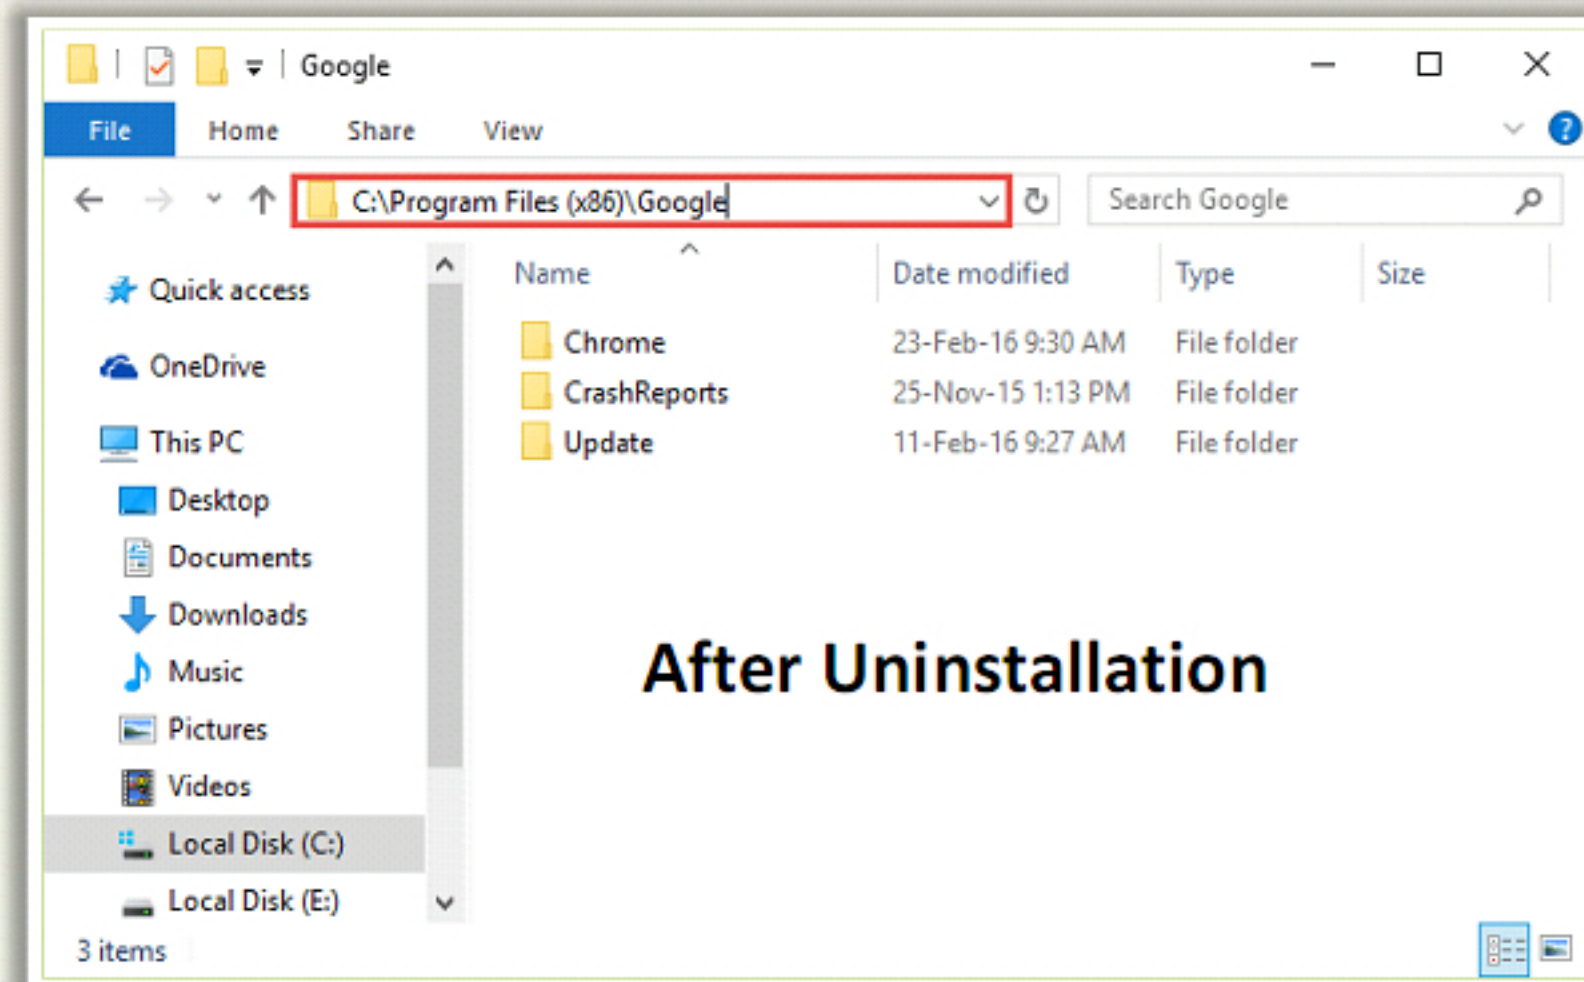 Google
File Home Share View
C:\Program Files (x86)\Google
Search Google
Name Date modified Type Size
Quick access
OneDrive
This PC
Desktop
Documents
Downloads
Music
Pictures
Videos
Local Disk (C:)
Local Disk (E:)
Chrome 23-Feb-16 9:30 AM File folder
CrashReports 25-Nov-15 1:13 PM File folder
Update 11-Feb-16 9:27 AM File folder
After Uninstallation
3 items